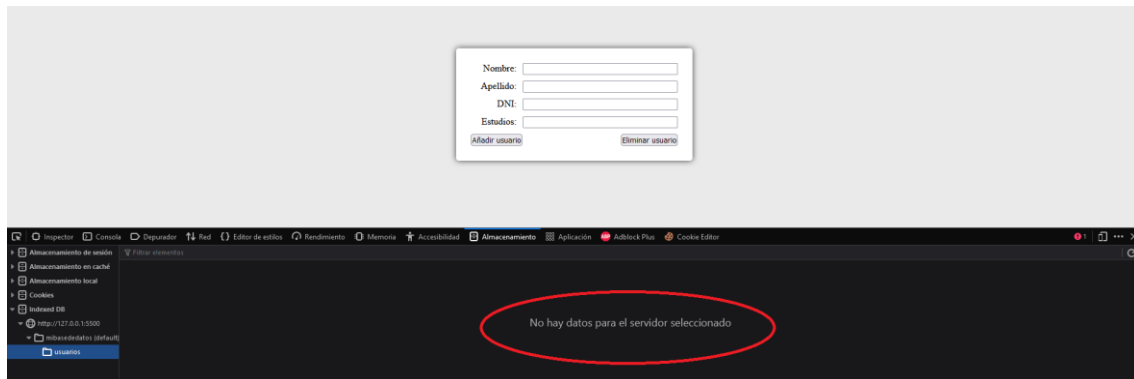 Nombre:
Apellido:
DNI:
Estudios:
Añadir usuario Eliminar usuario
Inspector Consola Depurador Red Editor de estilos Rendimiento Memoria Accesibilidad Almacenamiento Aplicación Adblock Plus Cookie Editor 1
Almacenamiento de sesión Filtrar elementos
Almacenamiento en caché
Almacenamiento local
Cookies
Indexed DB
http://127.0.0.1:5500
mibasededatos (default)
usuarios
No hay datos para el servidor seleccionado